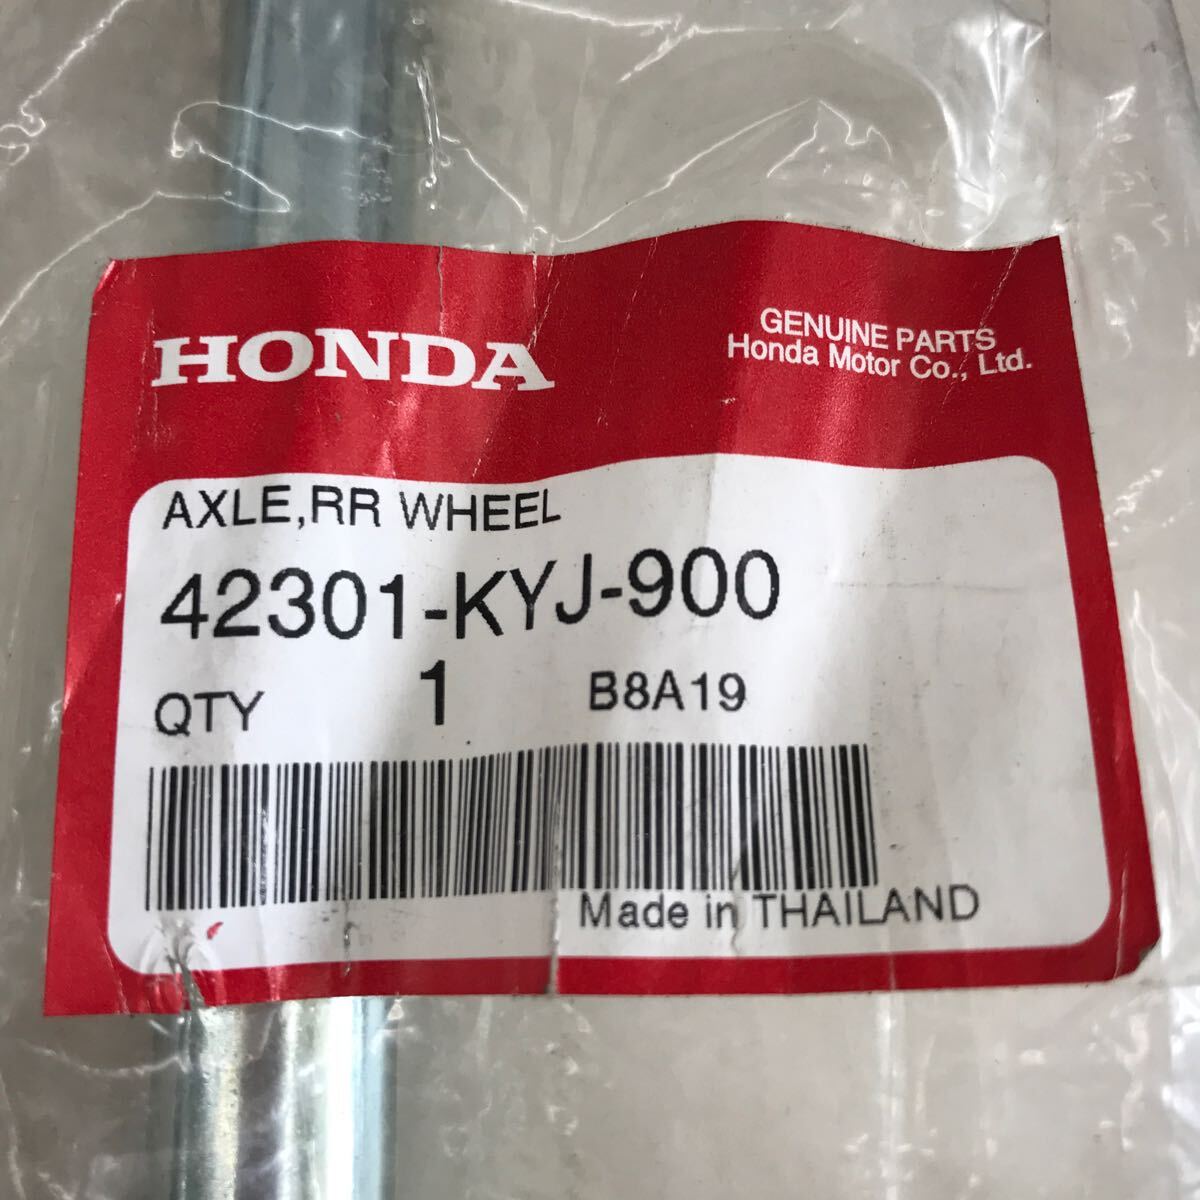 HONDA
GENUINE PARTS
Honda Motor Co., Ltd.
AXLE,RR WHEEL
42301-KYJ-900
QTY 1 B8A19
Made in THAILAND